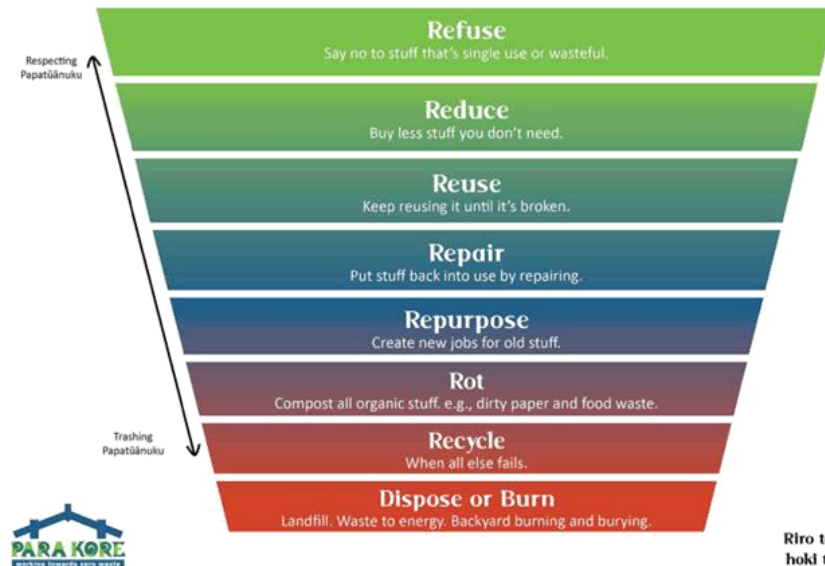 Refuse
Say no to stuff that's single use or wasteful.
Respecting
Papatūānuku
Reduce
Buy less stuff you don't need.
Reuse
Keep reusing it until it's broken.
Repair
Put stuff back into use by repairing.
Repurpose
Create new jobs for old stuff.
Rot
Compost all organic stuff. e.g., dirty paper and food waste.
Trashing
Papatūānuku
Recycle
When all else fails.
Dispose or Burn
Landfill. Waste to energy. Backyard burning and burying.
PARA KORE
working towards zero waste
Riro
hoki